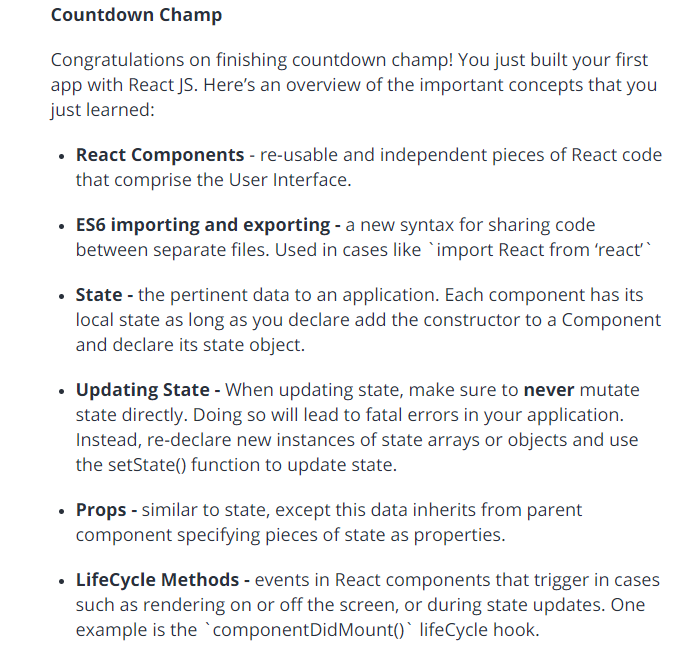 Countdown Champ
Congratulations on finishing countdown champ! You just built your first
app with React JS. Here’s an overview of the important concepts that you
just learned:
• React Components - re-usable and independent pieces of React code
that comprise the User Interface.
• ES6 importing and exporting - a new syntax for sharing code
between separate files. Used in cases like `import React from ‘react’`
• State - the pertinent data to an application. Each component has its
local state as long as you declare add the constructor to a Component
and declare its state object.
• Updating State - When updating state, make sure to never mutate
state directly. Doing so will lead to fatal errors in your application.
Instead, re-declare new instances of state arrays or objects and use
the setState() function to update state.
• Props - similar to state, except this data inherits from parent
component specifying pieces of state as properties.
• LifeCycle Methods - events in React components that trigger in cases
such as rendering on or off the screen, or during state updates. One
example is the `componentDidMount()` lifeCycle hook.